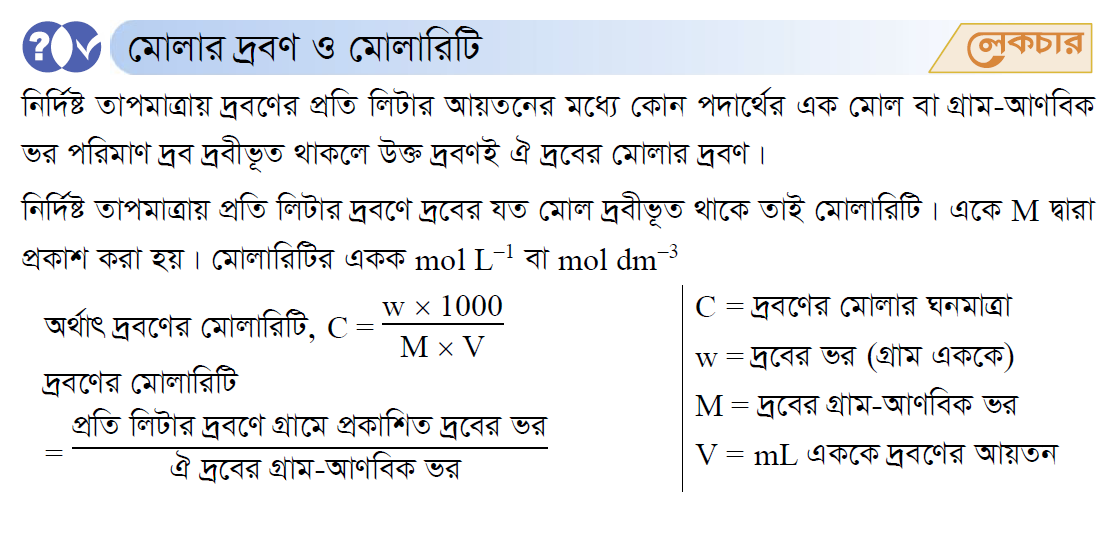 মোলার দ্রবণ ও মোলারিটি
লেকচার
নির্দিষ্ট তাপমাত্রায় দ্রবণের প্রতি লিটার আয়তনের মধ্যে কোন পদার্থের এক মোল বা গ্রাম-আণবিক
ভর পরিমাণ দ্রব দ্রবীভূত থাকলে উক্ত দ্রবণই ঐ দ্রবের মোলার দ্রবণ।
নির্দিষ্ট তাপমাত্রায় প্রতি লিটার দ্রবণে দ্রবের যত মোল দ্রবীভূত থাকে তাই মোলারিটি। একে M দ্বারা
প্রকাশ করা হয়। মোলারিটির একক mol L⁻¹ বা mol dm⁻³
অর্থাৎ দ্রবণের মোলারিটি, C = (w × 1000)/(M × V)
দ্রবণের মোলারিটি
= প্রতি লিটার দ্রবণে গ্রামে প্রকাশিত দ্রবের ভর
ঐ দ্রবের গ্রাম-আণবিক ভর
C = দ্রবণের মোলার ঘনমাত্রা
w = দ্রবের ভর (গ্রাম এককে)
M = দ্রবের গ্রাম-আণবিক ভর
V = mL এককে দ্রবণের আয়তন